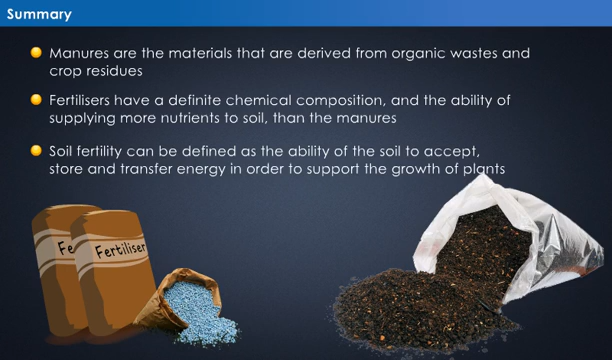 Summary
Manures are the materials that are derived from organic wastes and
crop residues
Fertilisers have a definite chemical composition, and the ability of
supplying more nutrients to soil, than the manures
Soil fertility can be defined as the ability of the soil to accept,
store and transfer energy in order to support the growth of plants
Fe
Fertiliser